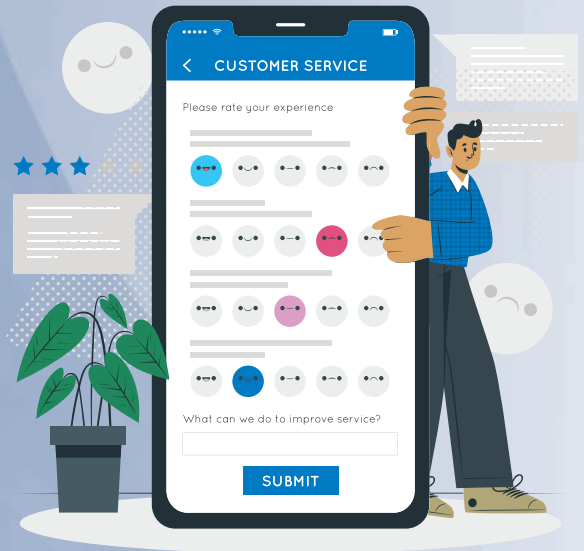 CUSTOMER SERVICE
Please rate your experience
What can we do to improve service?
SUBMIT